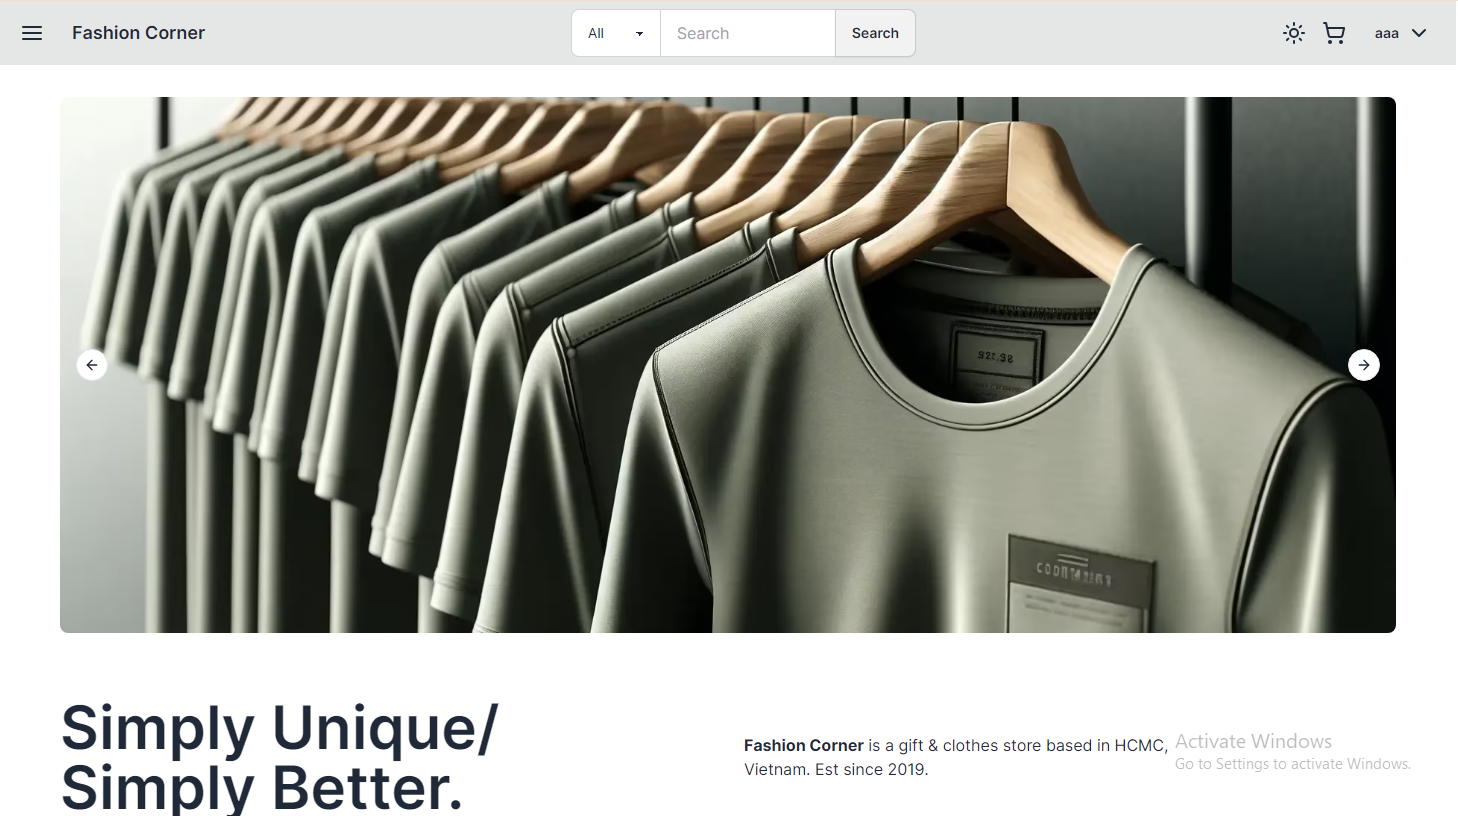 Fashion Corner
All
Search
Search
aaa
Simply Unique/
Simply Better.
Fashion Corner is a gift & clothes store based in HCMC,
Vietnam. Est since 2019.
Activate Windows
Go to Settings to activate Windows.